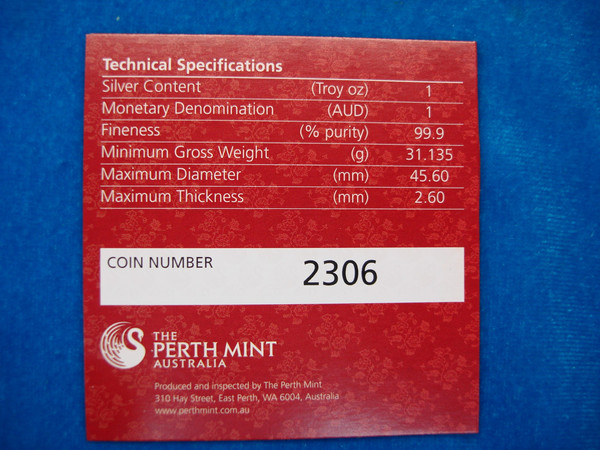 Technical Specifications
Silver Content (Troy oz) 1
Monetary Denomination (AUD) 1
Fineness (% purity) 99.9
Minimum Gross Weight (g) 31.135
Maximum Diameter (mm) 45.60
Maximum Thickness (mm) 2.60
COIN NUMBER 2306
THE
PERTH MINT
AUSTRALIA
Produced and inspected by The Perth Mint
310 Hay Street, East Perth, WA 6004, Australia
www.perthmint.com.au